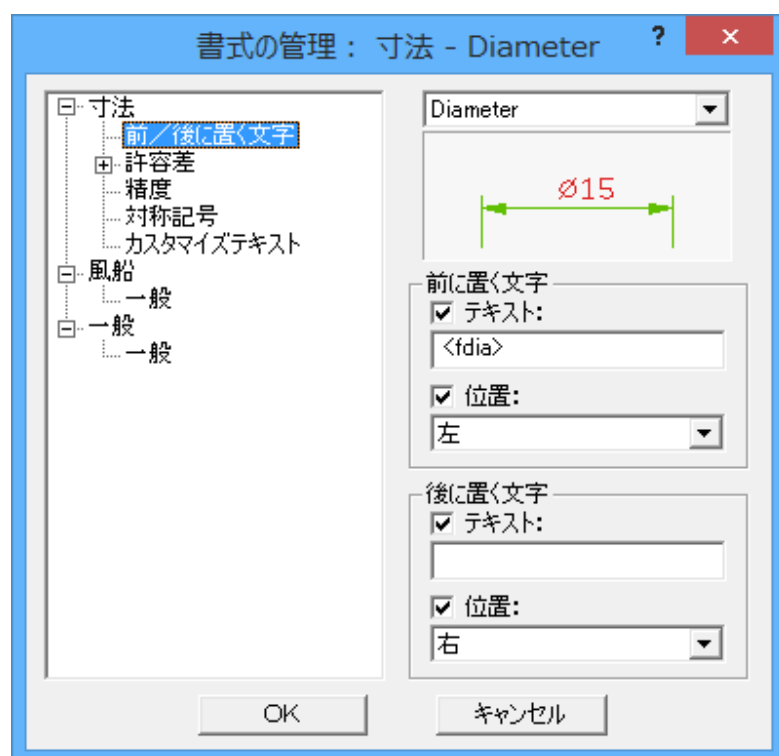 書式の管理： 寸法 - Diameter
?
×
寸法
前／後に置く文字
許容差
精度
対称記号
カスタマイズテキスト
風船
一般
一般
一般
Diameter
Ø15
前に置く文字
テキスト:
<fdia>
位置:
左
後に置く文字
テキスト:
位置:
右
OK
キャンセル